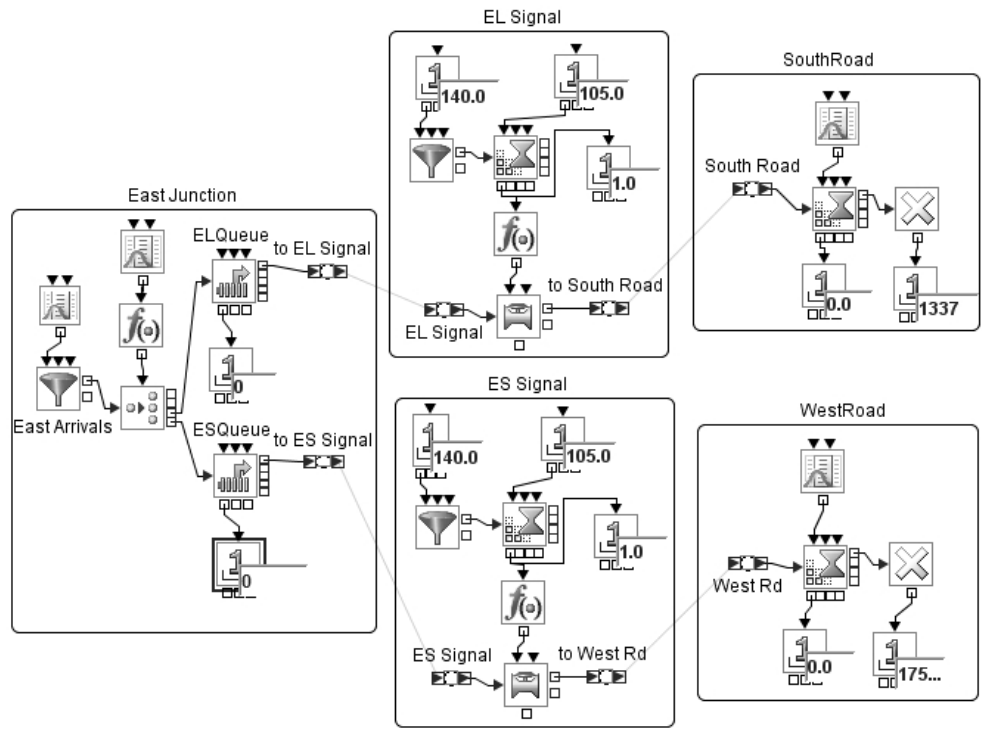 EL Signal
140.0
105.0
1.0
EL Signal
to South Road
SouthRoad
South Road
0.0
1337
East Junction
ELQueue
to EL Signal
0
East Arrivals
ESQueue
to ES Signal
0
ES Signal
140.0
105.0
1.0
ES Signal
to West Rd
WestRoad
West Rd
0.0
175...